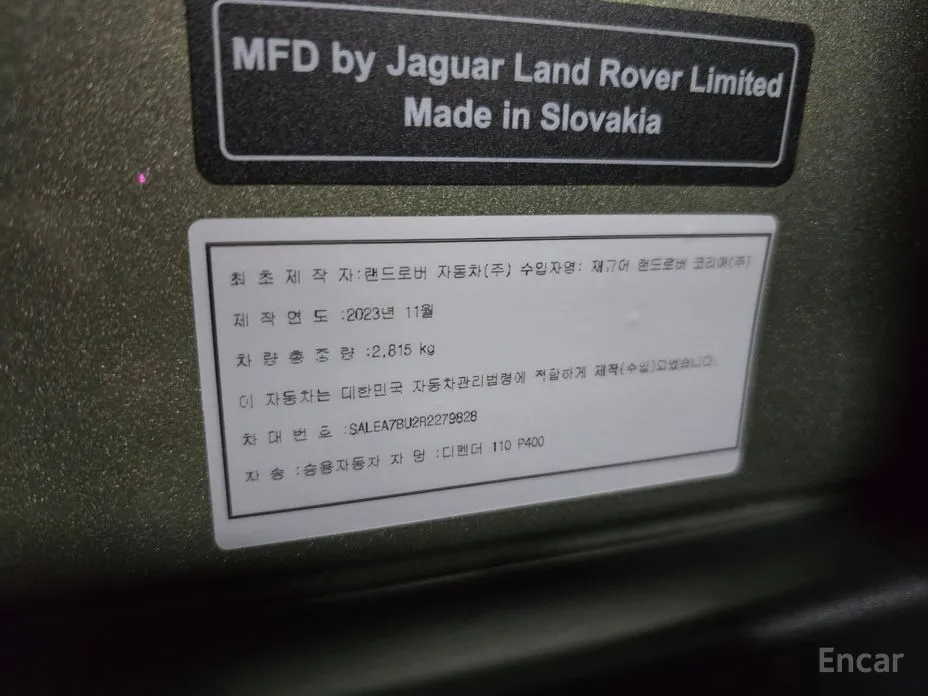 MFD by Jaguar Land Rover Limited
Made in Slovakia
최 초 제 작 자:랜드로버 자동차(주) 수입자명: 재규어 랜드로버 코리아(주)
제 작 연 도 :2023년 11월
차 량 총 중 량 :2,815 kg
이 자동차는 대한민국 자동차관리법령에 적합하게 제작(수입)되었습니다.
차 대 번 호 :SALEA7BU2R2279828
차 종 :승용자동차 차 명 :디펜더 110 P400
Encar